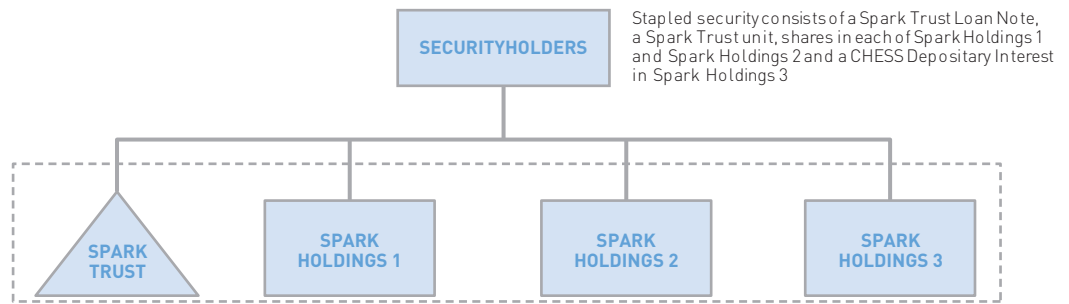 SECURITYHOLDERS
Stapled security consists of a Spark Trust Loan Note,
a Spark Trust unit, shares in each of Spark Holdings 1
and Spark Holdings 2 and a CHESS Depositary Interest
in Spark Holdings 3
SPARK
TRUST
SPARK
HOLDINGS 1
SPARK
HOLDINGS 2
SPARK
HOLDINGS 3